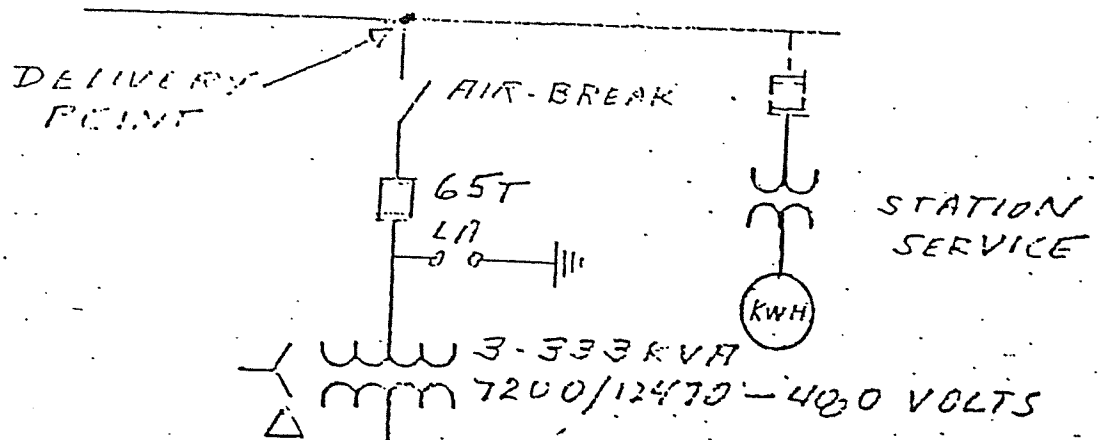 DELIVERY
POINT
AIR-BREAK
65T
LA
STATION
SERVICE
KWH
3-333KVA
7200/12470-480 VOLTS